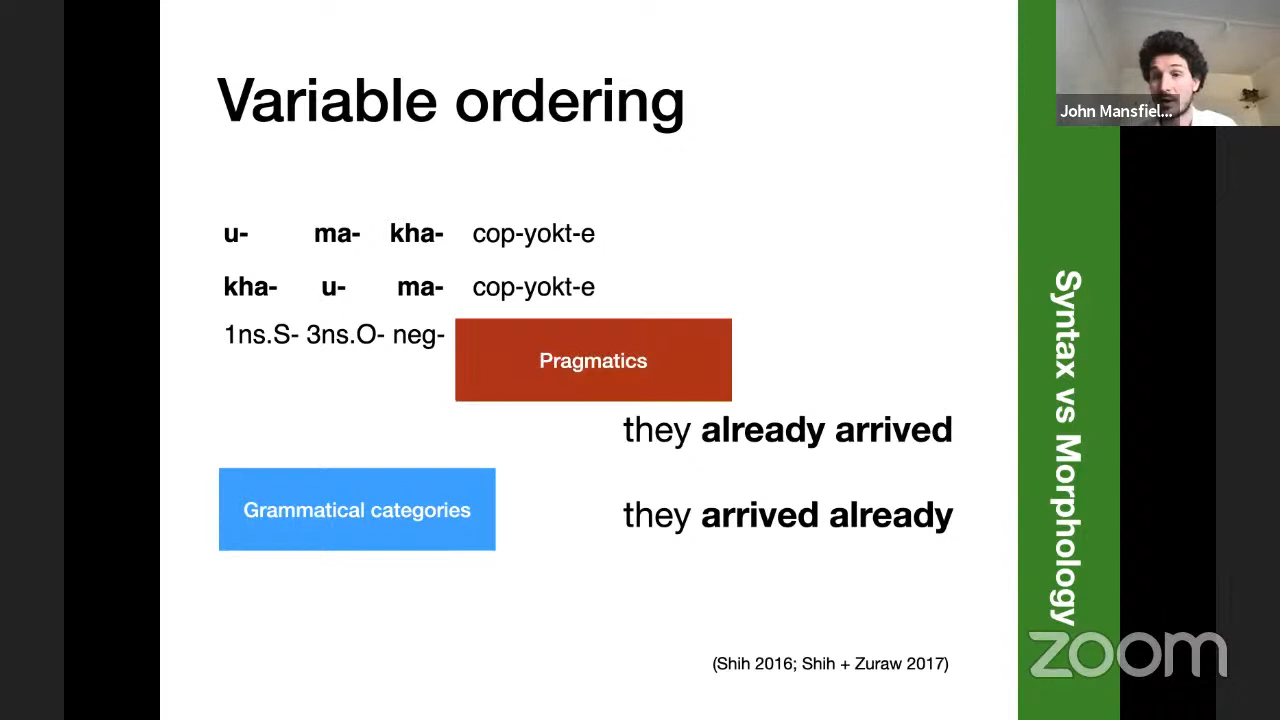 Variable ordering
u- ma- kha- cop-yokt-e
kha- u- ma- cop-yokt-e
1ns.S- 3ns.O- neg-
Pragmatics
they already arrived
Grammatical categories
they arrived already
(Shih 2016; Shih + Zuraw 2017)
Syntax vs Morphology
John Mansfiel...
zoom